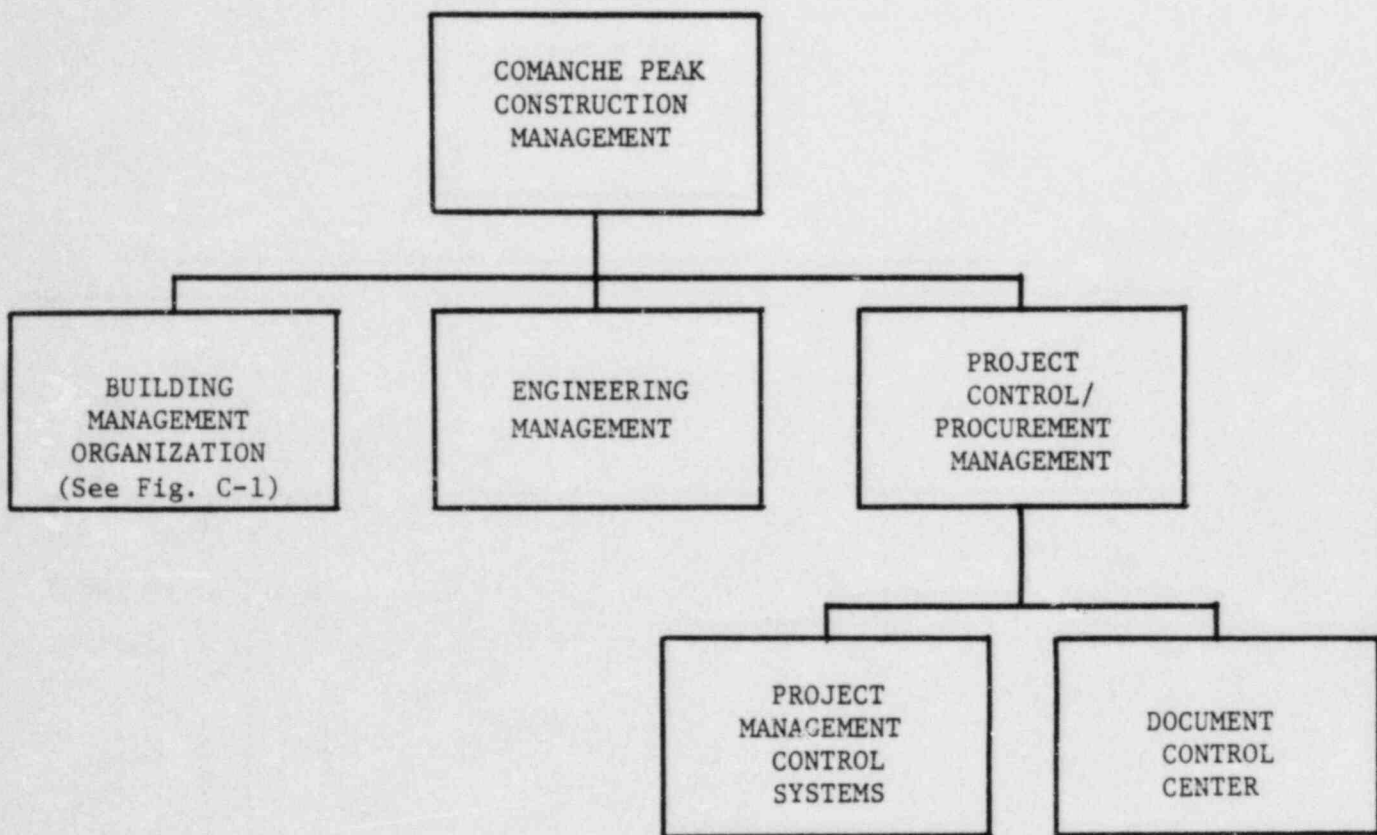 COMANCHE PEAK
CONSTRUCTION
MANAGEMENT
BUILDING
MANAGEMENT
ORGANIZATION
(See Fig. C-1)
ENGINEERING
MANAGEMENT
PROJECT
CONTROL/
PROCUREMENT
MANAGEMENT
PROJECT
MANAGEMENT
CONTROL
SYSTEMS
DOCUMENT
CONTROL
CENTER